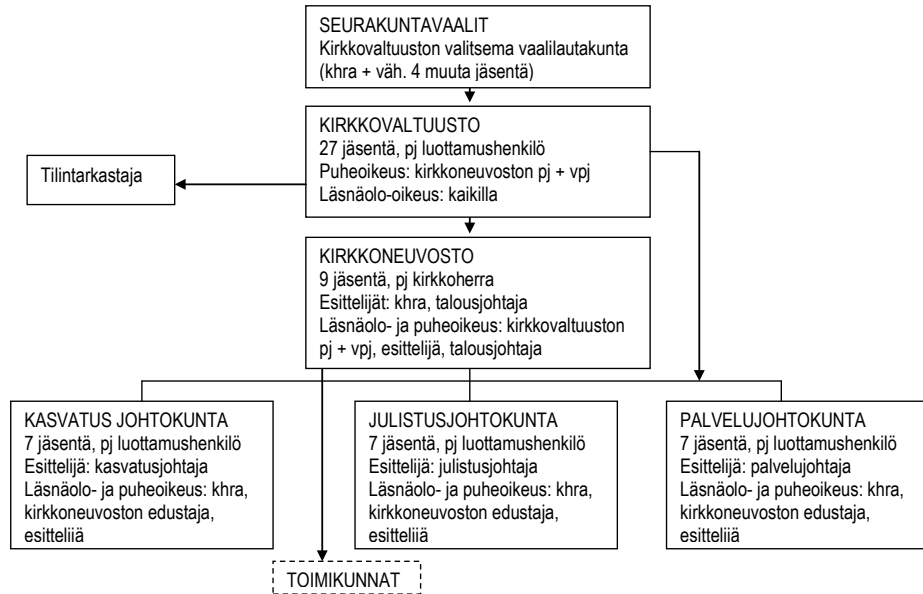 SEURAKUNTAVAALIT
Kirkkovaltuuston valitsema vaalilautakunta
(khra + väh. 4 muuta jäsentä)
KIRKKOVALTUUSTO
27 jäsentä, pj luottamushenkilö
Puheoikeus: kirkkoneuvoston pj + vpj
Läsnäolo-oikeus: kaikilla
Tilintarkastaja
KIRKKONEUVOSTO
9 jäsentä, pj kirkkoherra
Esittelijät: khra, talousjohtaja
Läsnäolo- ja puheoikeus: kirkkovaltuuston
pj + vpj, esittelijä, talousjohtaja
KASVATUS JOHTOKUNTA
7 jäsentä, pj luottamushenkilö
Esittelijä: kasvatusjohtaja
Läsnäolo- ja puheoikeus: khra,
kirkkoneuvoston edustaja,
esittelijä
JULISTUSJOHTOKUNTA
7 jäsentä, pj luottamushenkilö
Esittelijä: julistusjohtaja
Läsnäolo- ja puheoikeus: khra,
kirkkoneuvoston edustaja,
esittelijä
PALVELUJOHTOKUNTA
7 jäsentä, pj luottamushenkilö
Esittelijä: palvelujohtaja
Läsnäolo- ja puheoikeus: khra,
kirkkoneuvoston edustaja,
esittelijä
TOIMIKUNNAT